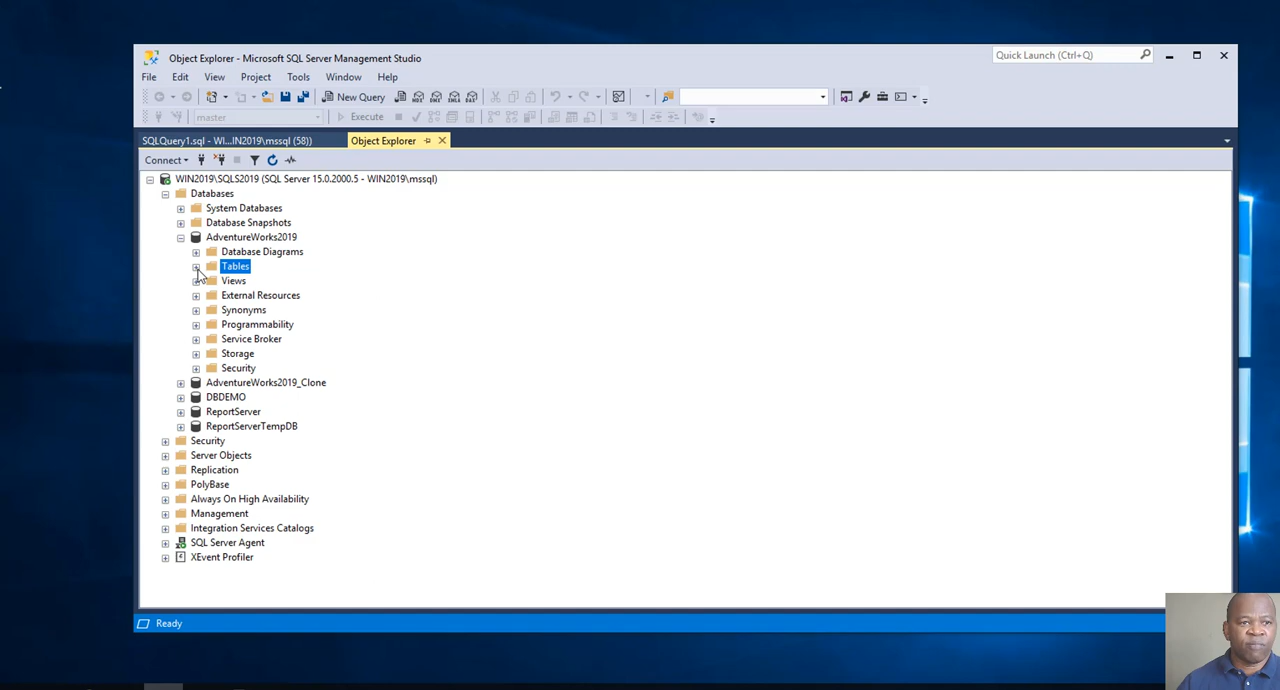 Object Explorer - Microsoft SQL Server Management Studio
Quick Launch (Ctrl+Q)
File Edit View Project Tools Window Help
New Query
master
Execute
SQLQuery1.sql - WI...IN2019\mssql (58))
Object Explorer
Connect
WIN2019\SQLS2019 (SQL Server 15.0.2000.5 - WIN2019\mssql)
Databases
System Databases
Database Snapshots
AdventureWorks2019
Database Diagrams
Tables
Views
External Resources
Synonyms
Programmability
Service Broker
Storage
Security
AdventureWorks2019_Clone
DBDEMO
ReportServer
ReportServerTempDB
Security
Server Objects
Replication
PolyBase
Always On High Availability
Management
Integration Services Catalogs
SQL Server Agent
XEvent Profiler
Ready